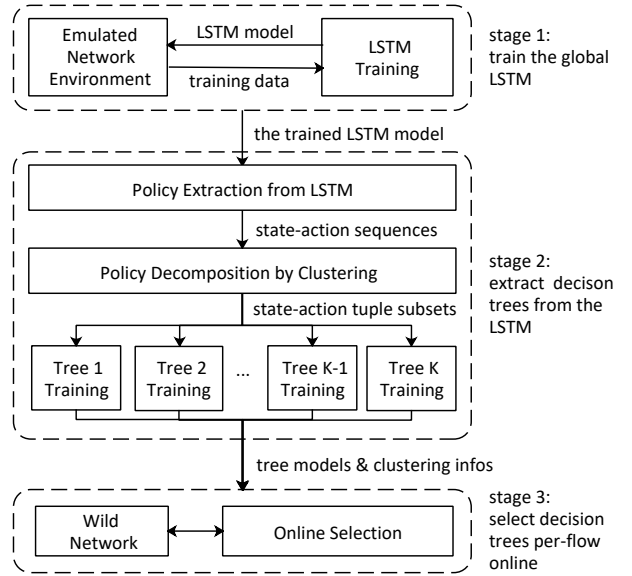 Emulated
Network
Environment
LSTM model
training data
LSTM
Training
stage 1:
train the global
LSTM
the trained LSTM model
Policy Extraction from LSTM
state-action sequences
Policy Decomposition by Clustering
state-action tuple subsets
Tree 1
Training
Tree 2
Training
...
Tree K-1
Training
Tree K
Training
stage 2:
extract decison
trees from the
LSTM
tree models & clustering infos
Wild
Network
Online Selection
stage 3:
select decision
trees per-flow
online